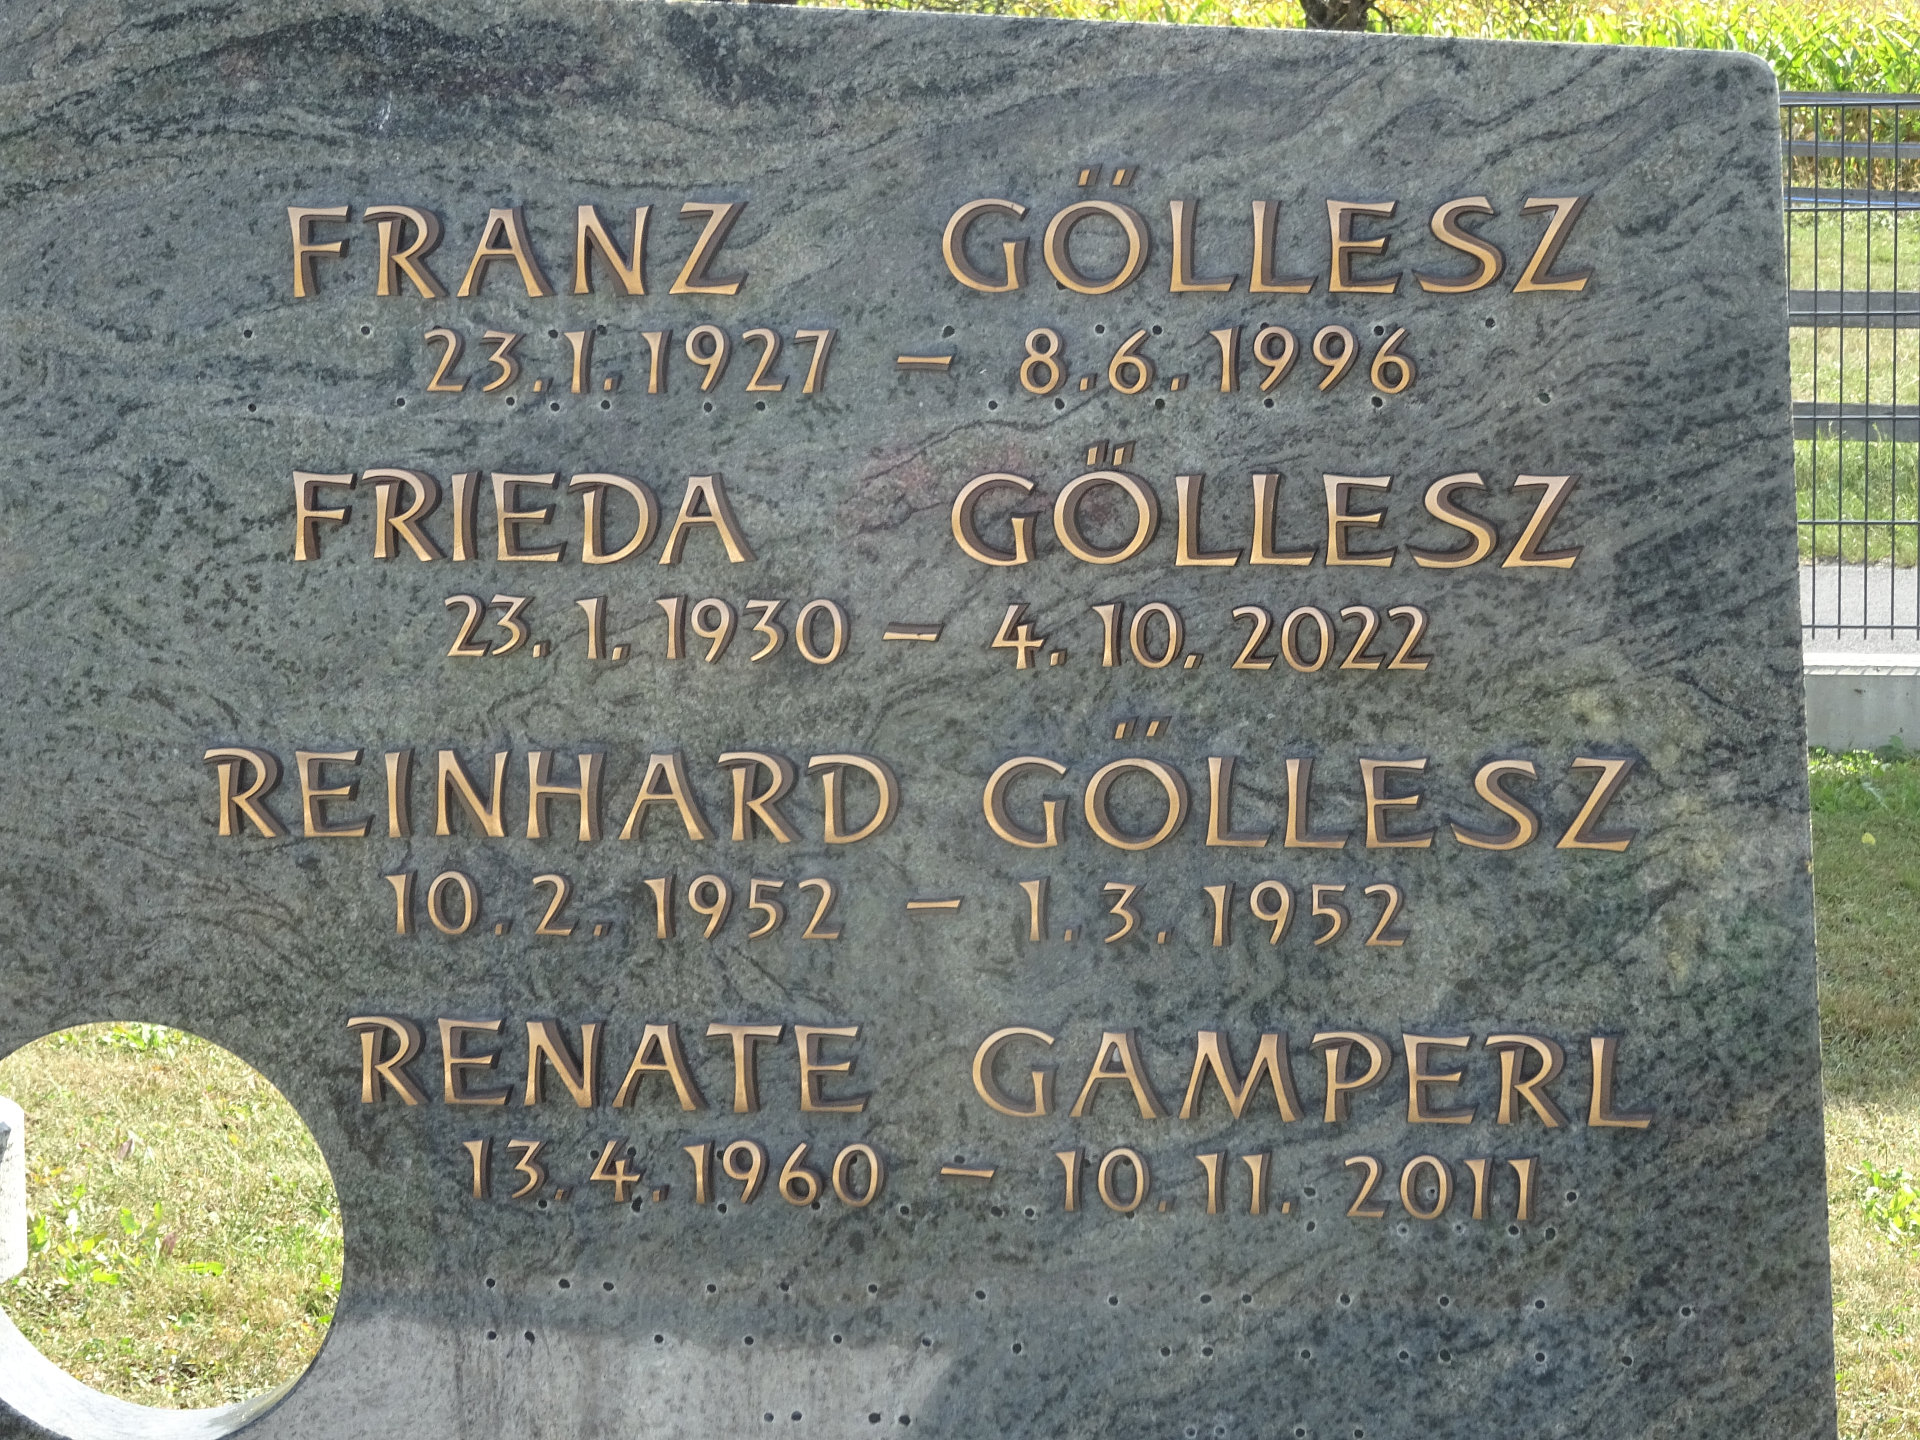 FRANZ GÖLLESZ
23.1.1927 – 8.6.1996
FRIEDA GÖLLESZ
23.1.1930 – 4.10.2022
REINHARD GÖLLESZ
10.2.1952 – 1.3.1952
RENATE GAMPERL
13.4.1960 – 10.11.2011